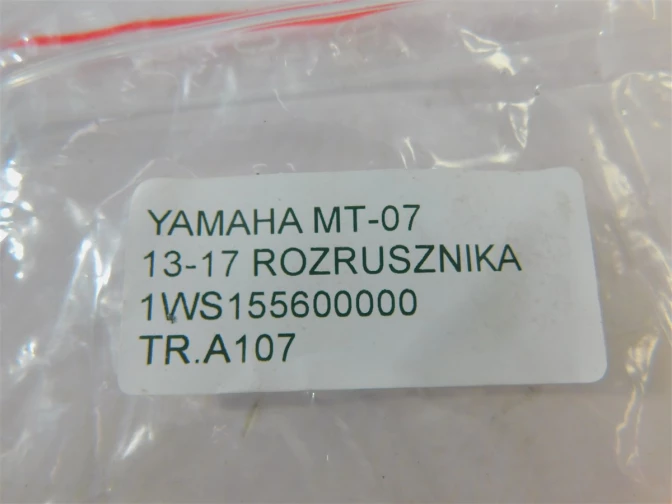 YAMAHA MT-07
13-17 ROZRUSZNIKA
1WS155600000
TR.A107